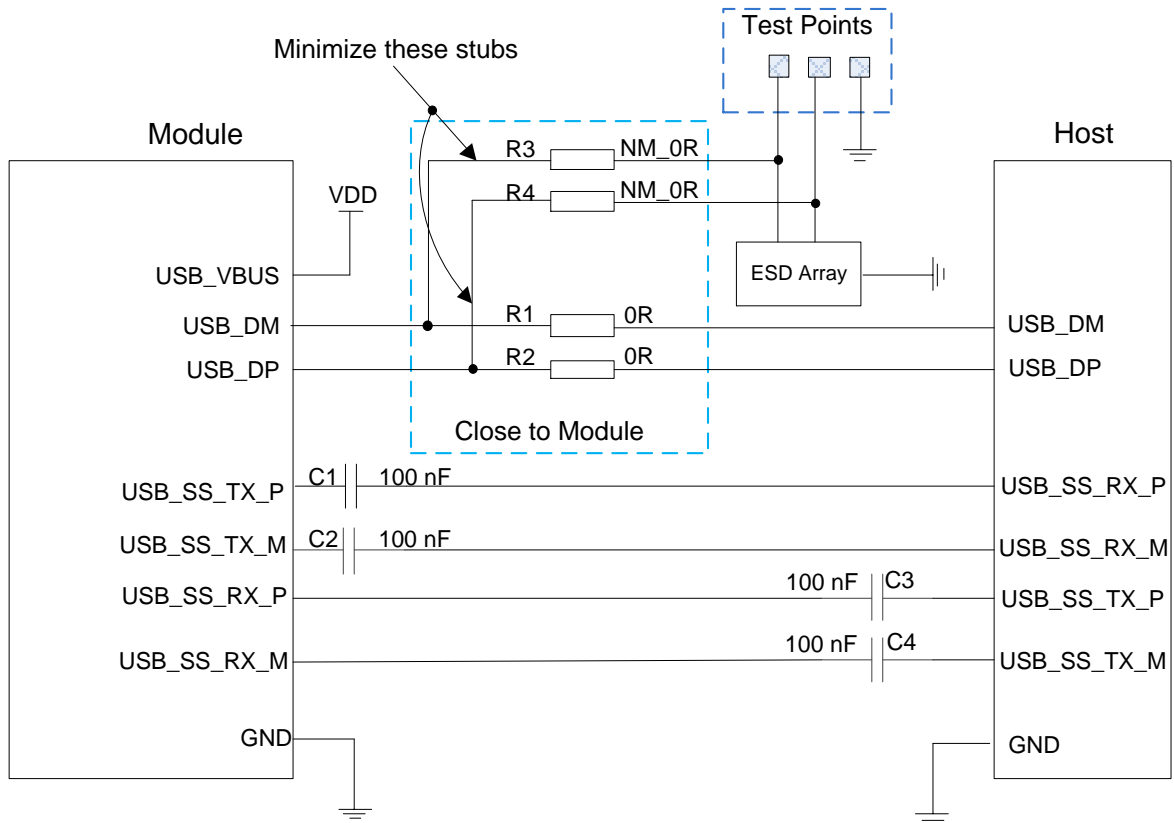 Test Points
Minimize these stubs
Module
Host
R3
NM_0R
R4
NM_0R
VDD
USB_VBUS
ESD Array
USB_DM
R1
0R
USB_DM
USB_DP
R2
0R
USB_DP
Close to Module
USB_SS_TX_P
C1
100 nF
USB_SS_RX_P
USB_SS_TX_M
C2
100 nF
USB_SS_RX_M
USB_SS_RX_P
100 nF
C3
USB_SS_TX_P
USB_SS_RX_M
100 nF
C4
USB_SS_TX_M
GND
GND